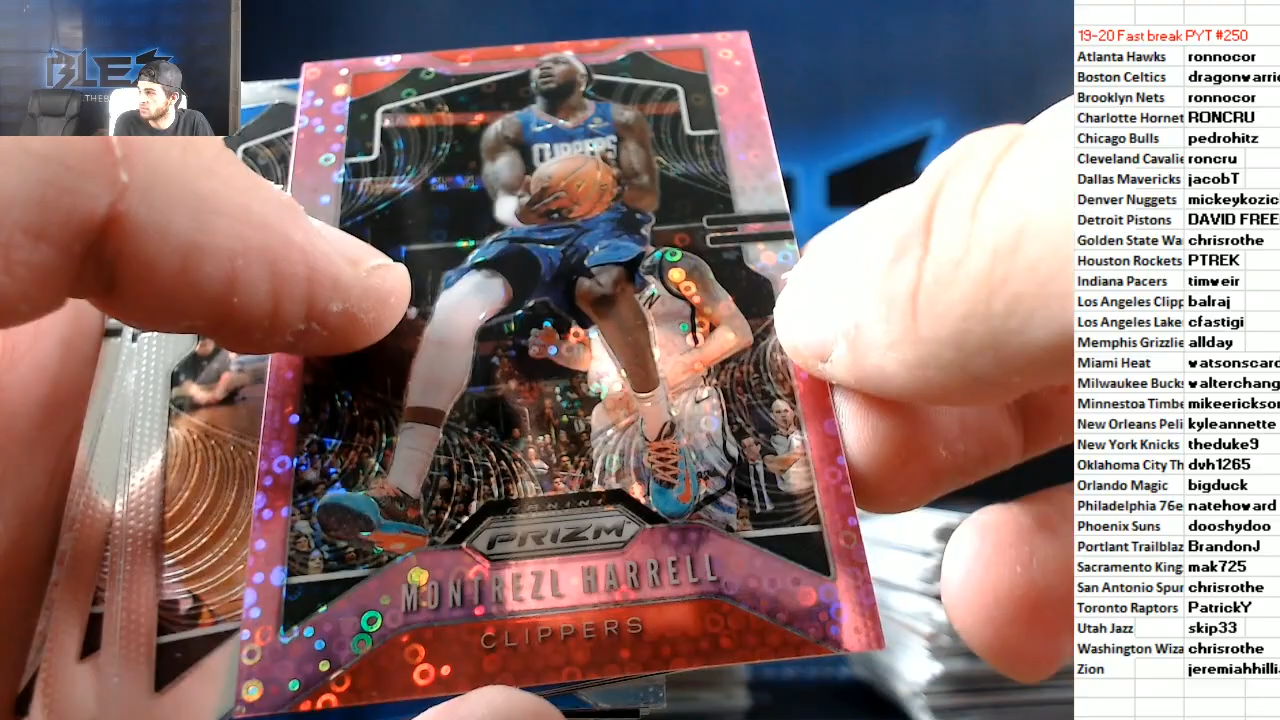 BLEZ
THEB
CLIPPERS
PANINI
PRIZM
MONTREZL HARRELL
CLIPPERS
19-20 Fast break PYT #250
Atlanta Hawks ronnocor
Boston Celtics dragonwarrio
Brooklyn Nets ronnocor
Charlotte Hornet RONCRU
Chicago Bulls pedrohitz
Cleveland Cavalie roncru
Dallas Mavericks jacobT
Denver Nuggets mickeykozic
Detroit Pistons DAVID FREE
Golden State Wa chrisrothe
Houston Rockets PTREK
Indiana Pacers timweir
Los Angeles Clipp balraj
Los Angeles Lake cfastigi
Memphis Grizzlie allday
Miami Heat watsonscard
Milwaukee Bucks walterchang
Minnestoa Timbe mikeerickson
New Orleans Peli kyleannette
New York Knicks theduke9
Oklahoma City Th dvh1265
Orlando Magic bigduck
Philadelphia 76e natehoward
Phoenix Suns dooshydoo
Portlant Trailblaz BrandonJ
Sacramento King mak725
San Antonio Spur chrisrothe
Toronto Raptors PatrickY
Utah Jazz skip33
Washington Wiza chrisrothe
Zion jeremiahhilli